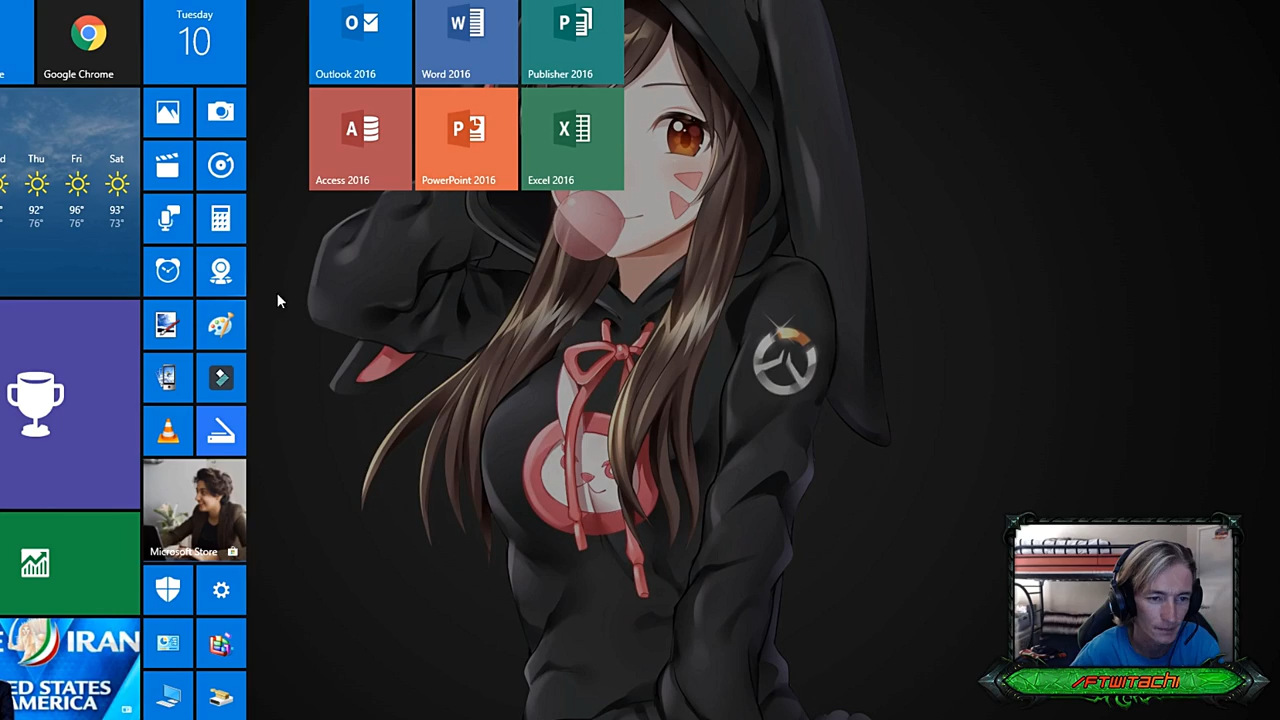 Google Chrome
Tuesday
10
Outlook 2016
Word 2016
Publisher 2016
Access 2016
PowerPoint 2016
Excel 2016
Thu
Fri
Sat
92°
96°
93°
76°
76°
73°
Microsoft Store
IRAN
ED STATES
AMERICA
/FTWITACHI